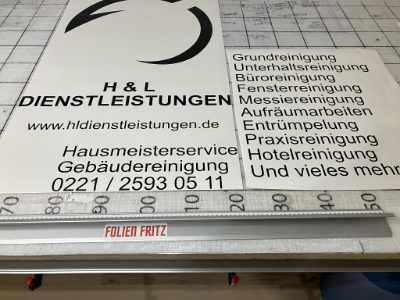 H & L
DIENSTLEISTUNGEN
www.hldienstleistungen.de
Hausmeisterservice
Gebäudereinigung
0221 / 2593 05 11
Grundreinigung
Unterhaltsreinigung
Büroreinigung
Fensterreinigung
Messiereinigung
Aufräumarbeiten
Entrümpelung
Praxisreinigung
Hotelreinigung
Und vieles mehr
70 80 90 100 10 20 30 40 50
FOLIEN FRITZ